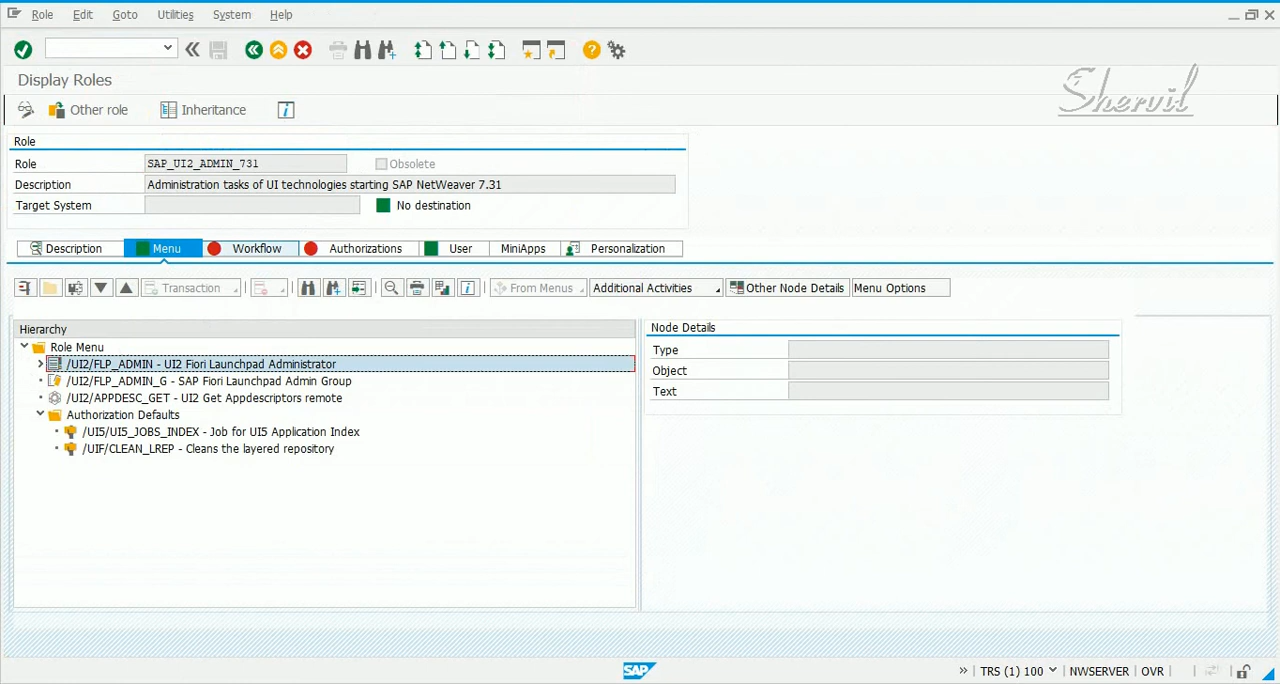 Role Edit Goto Utilities System Help
Display Roles
Shervil
Other role Inheritance
Role
Role SAP_UI2_ADMIN_731 Obsolete
Description Administration tasks of UI technologies starting SAP NetWeaver 7.31
Target System No destination
Description Menu Workflow Authorizations User MiniApps Personalization
Transaction From Menus Additional Activities Other Node Details Menu Options
Hierarchy
Role Menu
/UI2/FLP_ADMIN - UI2 Fiori Launchpad Administrator
/UI2/FLP_ADMIN_G - SAP Fiori Launchpad Admin Group
/UI2/APPDESC_GET - UI2 Get Appdescriptors remote
Authorization Defaults
/UI5/UI5_JOBS_INDEX - Job for UI5 Application Index
/UIF/CLEAN_LREP - Cleans the layered repository
Node Details
Type
Object
Text
SAP
TRS (1) 100 NWSERVER OVR